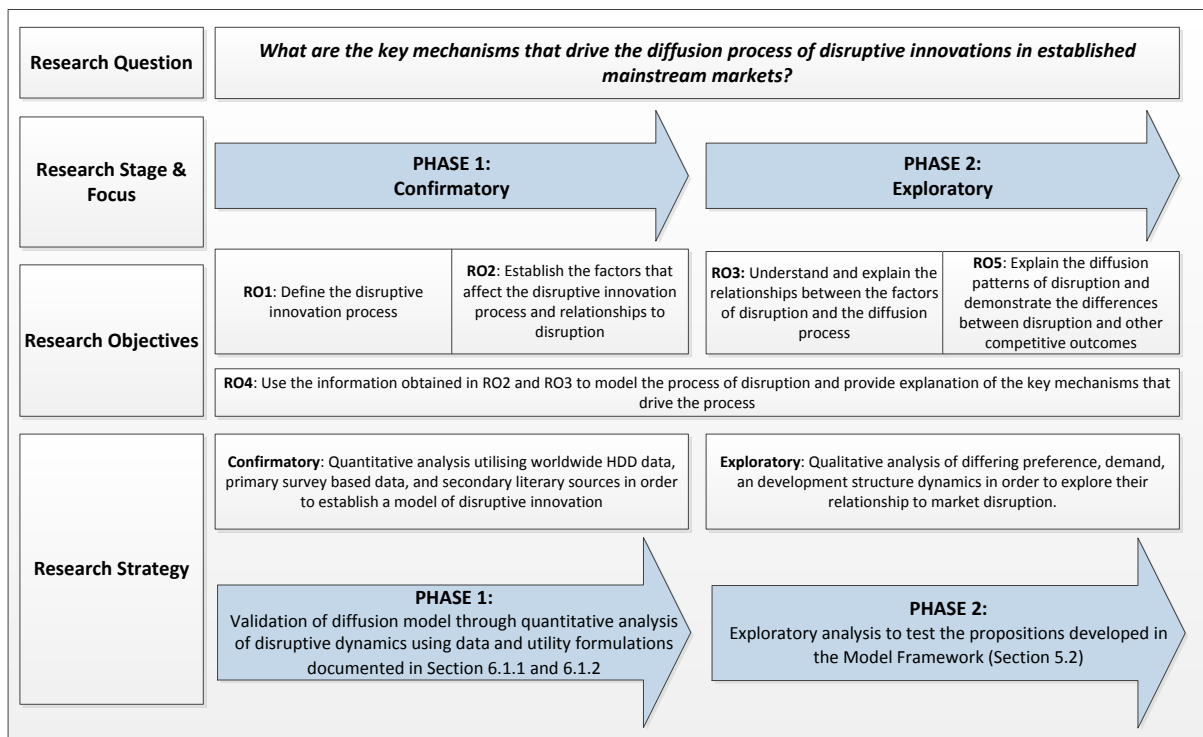 Research Question
What are the key mechanisms that drive the diffusion process of disruptive innovations in established
mainstream markets?
Research Stage &
Focus
PHASE 1:
Confirmatory
PHASE 2:
Exploratory
Research Objectives
RO1: Define the disruptive
innovation process
RO2: Establish the factors that
affect the disruptive innovation
process and relationships to
disruption
RO3: Understand and explain the
relationships between the factors
of disruption and the diffusion
process
RO5: Explain the diffusion
patterns of disruption and
demonstrate the differences
between disruption and other
competitive outcomes
RO4: Use the information obtained in RO2 and RO3 to model the process of disruption and provide explanation of the key mechanisms that
drive the process
Research Strategy
Confirmatory: Quantitative analysis utilising worldwide HDD data,
primary survey based data, and secondary literary sources in order
to establish a model of disruptive innovation
Exploratory: Qualitative analysis of differing preference, demand,
an development structure dynamics in order to explore their
relationship to market disruption.
PHASE 1:
Validation of diffusion model through quantitative analysis
of disruptive dynamics using data and utility formulations
documented in Section 6.1.1 and 6.1.2
PHASE 2:
Exploratory analysis to test the propositions developed in
the Model Framework (Section 5.2)